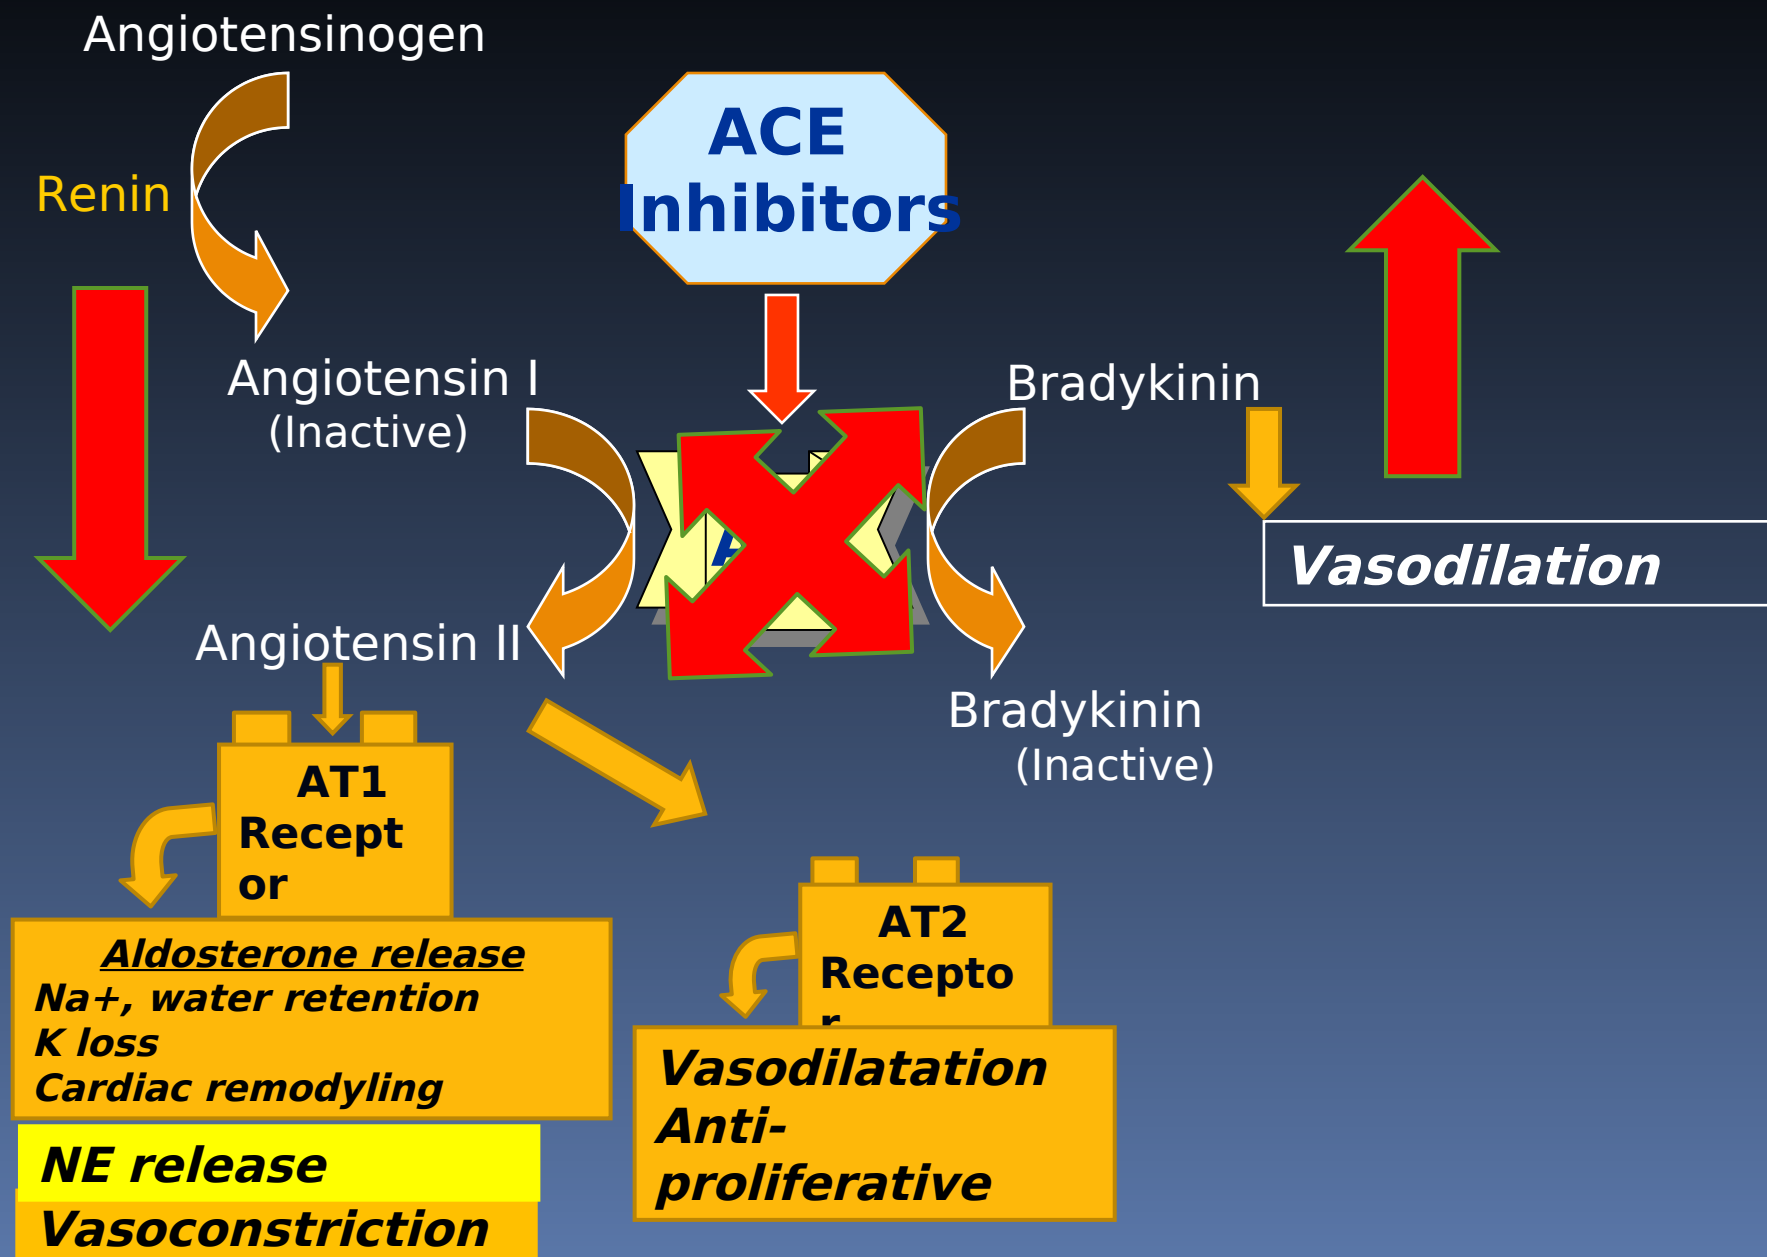 Angiotensinogen
ACE
Inhibitors
Renin
Angiotensin I
(Inactive)
Bradykinin
Vasodilation
Angiotensin II
Bradykinin
(Inactive)
AT1
Recept
or
AT2
Recepto
r
Aldosterone release
Na+, water retention
K loss
Cardiac remodyling
Vasodilatation
Anti-
proliferative
NE release
Vasoconstriction